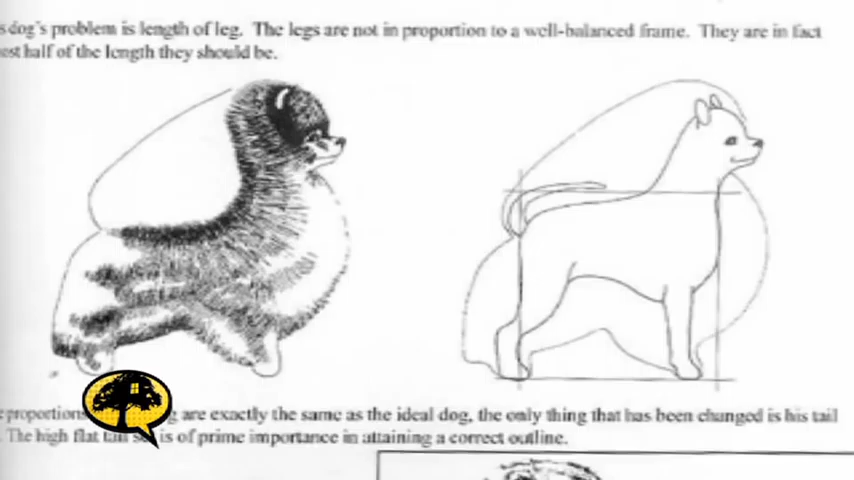 s dog's problem is length of leg. The legs are not in proportion to a well-balanced frame. They are in fact
ost half of the length they should be.
proportions are exactly the same as the ideal dog, the only thing that has been changed is his tail
The high flat tail set is of prime importance in attaining a correct outline.